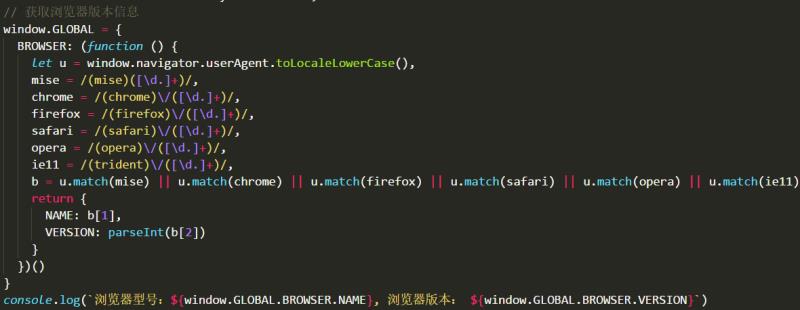 // 获取浏览器版本信息
window.GLOBAL = {
  BROWSER: (function () {
    let u = window.navigator.userAgent.toLocaleLowerCase(),
    mise = /(mise)([\d.]+)/,
    chrome = /(chrome)\/([\d.]+)/,
    firefox = /(firefox)\/([\d.]+)/,
    safari = /(safari)\/([\d.]+)/,
    opera = /(opera)\/([\d.]+)/,
    ie11 = /(trident)\/([\d.]+)/,
    b = u.match(mise) || u.match(chrome) || u.match(firefox) || u.match(safari) || u.match(opera) || u.match(ie11)
    return {
      NAME: b[1],
      VERSION: parseInt(b[2])
    }
  })()
}
console.log(`浏览器型号：${window.GLOBAL.BROWSER.NAME}, 浏览器版本： ${window.GLOBAL.BROWSER.VERSION}`)